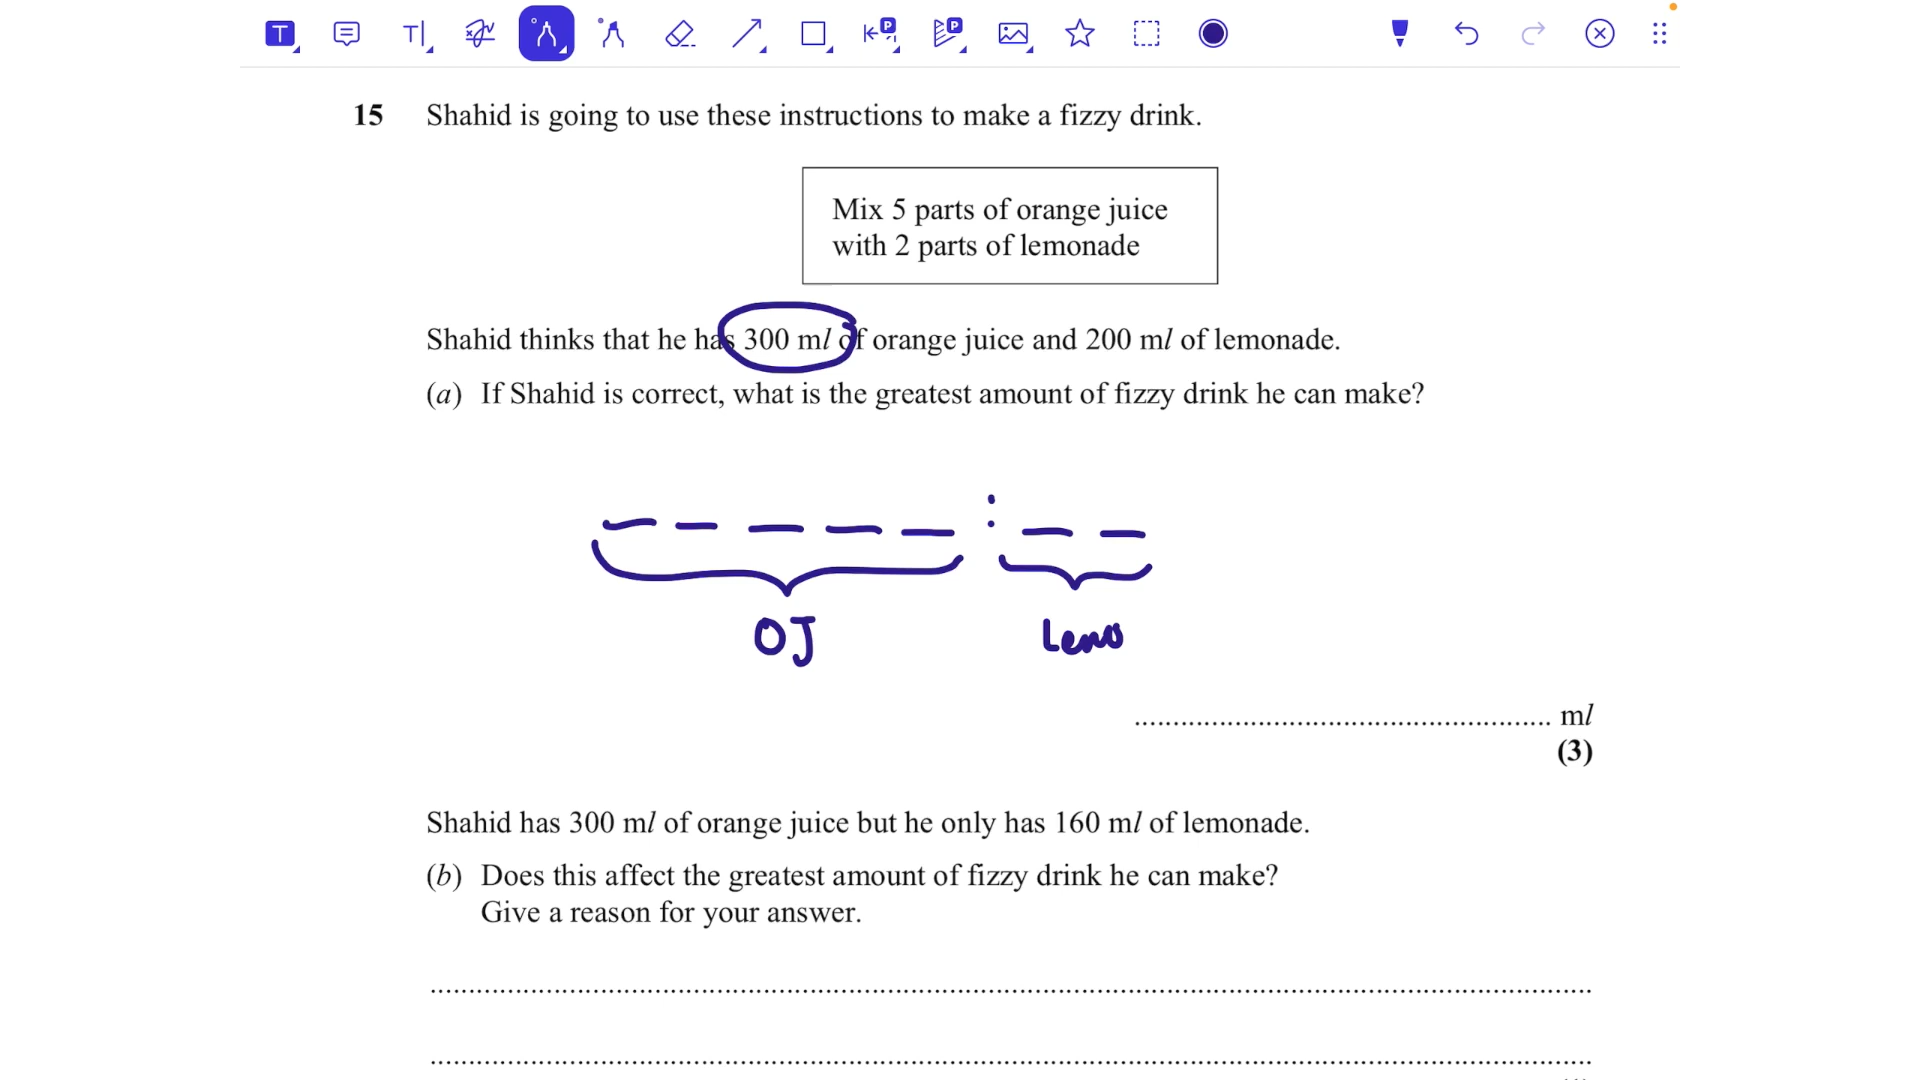 15 Shahid is going to use these instructions to make a fizzy drink.
Mix 5 parts of orange juice
with 2 parts of lemonade
Shahid thinks that he has 300 ml of orange juice and 200 ml of lemonade.
(a) If Shahid is correct, what is the greatest amount of fizzy drink he can make?
:
OJ Lemo
.................................................... ml
(3)
Shahid has 300 ml of orange juice but he only has 160 ml of lemonade.
(b) Does this affect the greatest amount of fizzy drink he can make?
Give a reason for your answer.